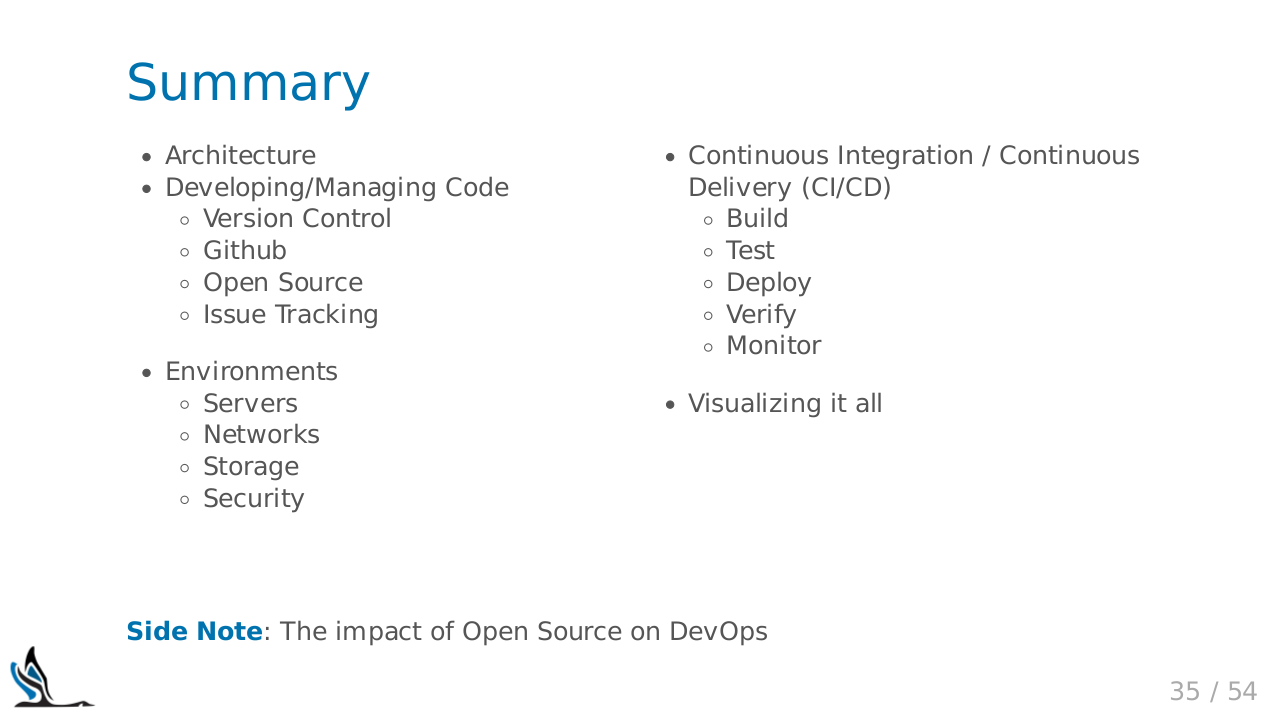 Summary
• Architecture
• Developing/Managing Code
◦ Version Control
◦ Github
◦ Open Source
◦ Issue Tracking
• Environments
◦ Servers
◦ Networks
◦ Storage
◦ Security
• Continuous Integration / Continuous
Delivery (CI/CD)
◦ Build
◦ Test
◦ Deploy
◦ Verify
◦ Monitor
• Visualizing it all
Side Note: The impact of Open Source on DevOps
35 / 54